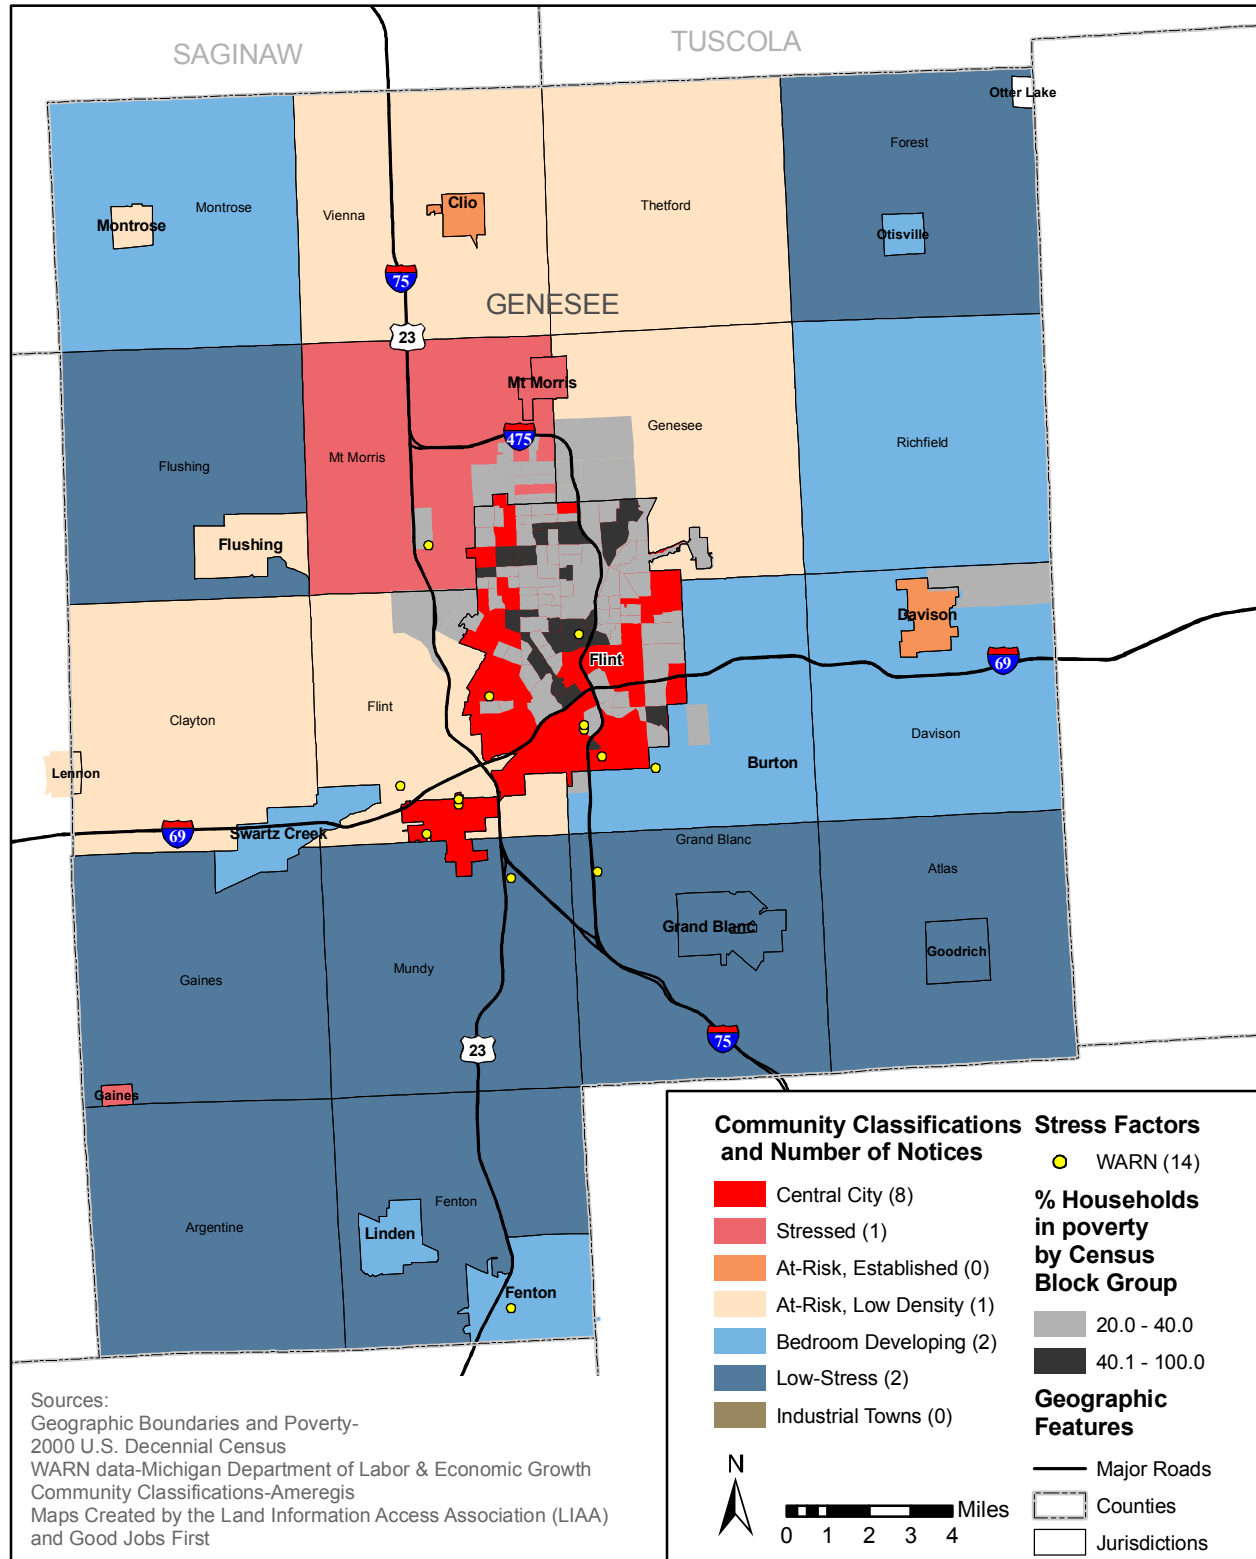 SAGINAW
TUSCOLA
Otter Lake
Forest
Montrose
Montrose
Vienna
Clio
Thetford
Otisville
75
GENESEE
23
Mt Morris
475
Genesee
Richfield
Flushing
Mt Morris
Flushing
Davison
Flint
69
Clayton
Flint
Davison
Lennon
Burton
69
Swartz Creek
Grand Blanc
Atlas
Grand Blanc
Goodrich
Gaines
Mundy
23
75
Gaines
Argentine
Fenton
Linden
Fenton
Community Classifications
and Number of Notices
Central City (8)
Stressed (1)
At-Risk, Established (0)
At-Risk, Low Density (1)
Bedroom Developing (2)
Low-Stress (2)
Industrial Towns (0)
N
Miles
0 1 2 3 4
Stress Factors
WARN (14)
% Households
in poverty
by Census
Block Group
20.0 - 40.0
40.1 - 100.0
Geographic
Features
Major Roads
Counties
Jurisdictions
Sources:
Geographic Boundaries and Poverty-
2000 U.S. Decennial Census
WARN data-Michigan Department of Labor & Economic Growth
Community Classifications-Ameregis
Maps Created by the Land Information Access Association (LIAA)
and Good Jobs First